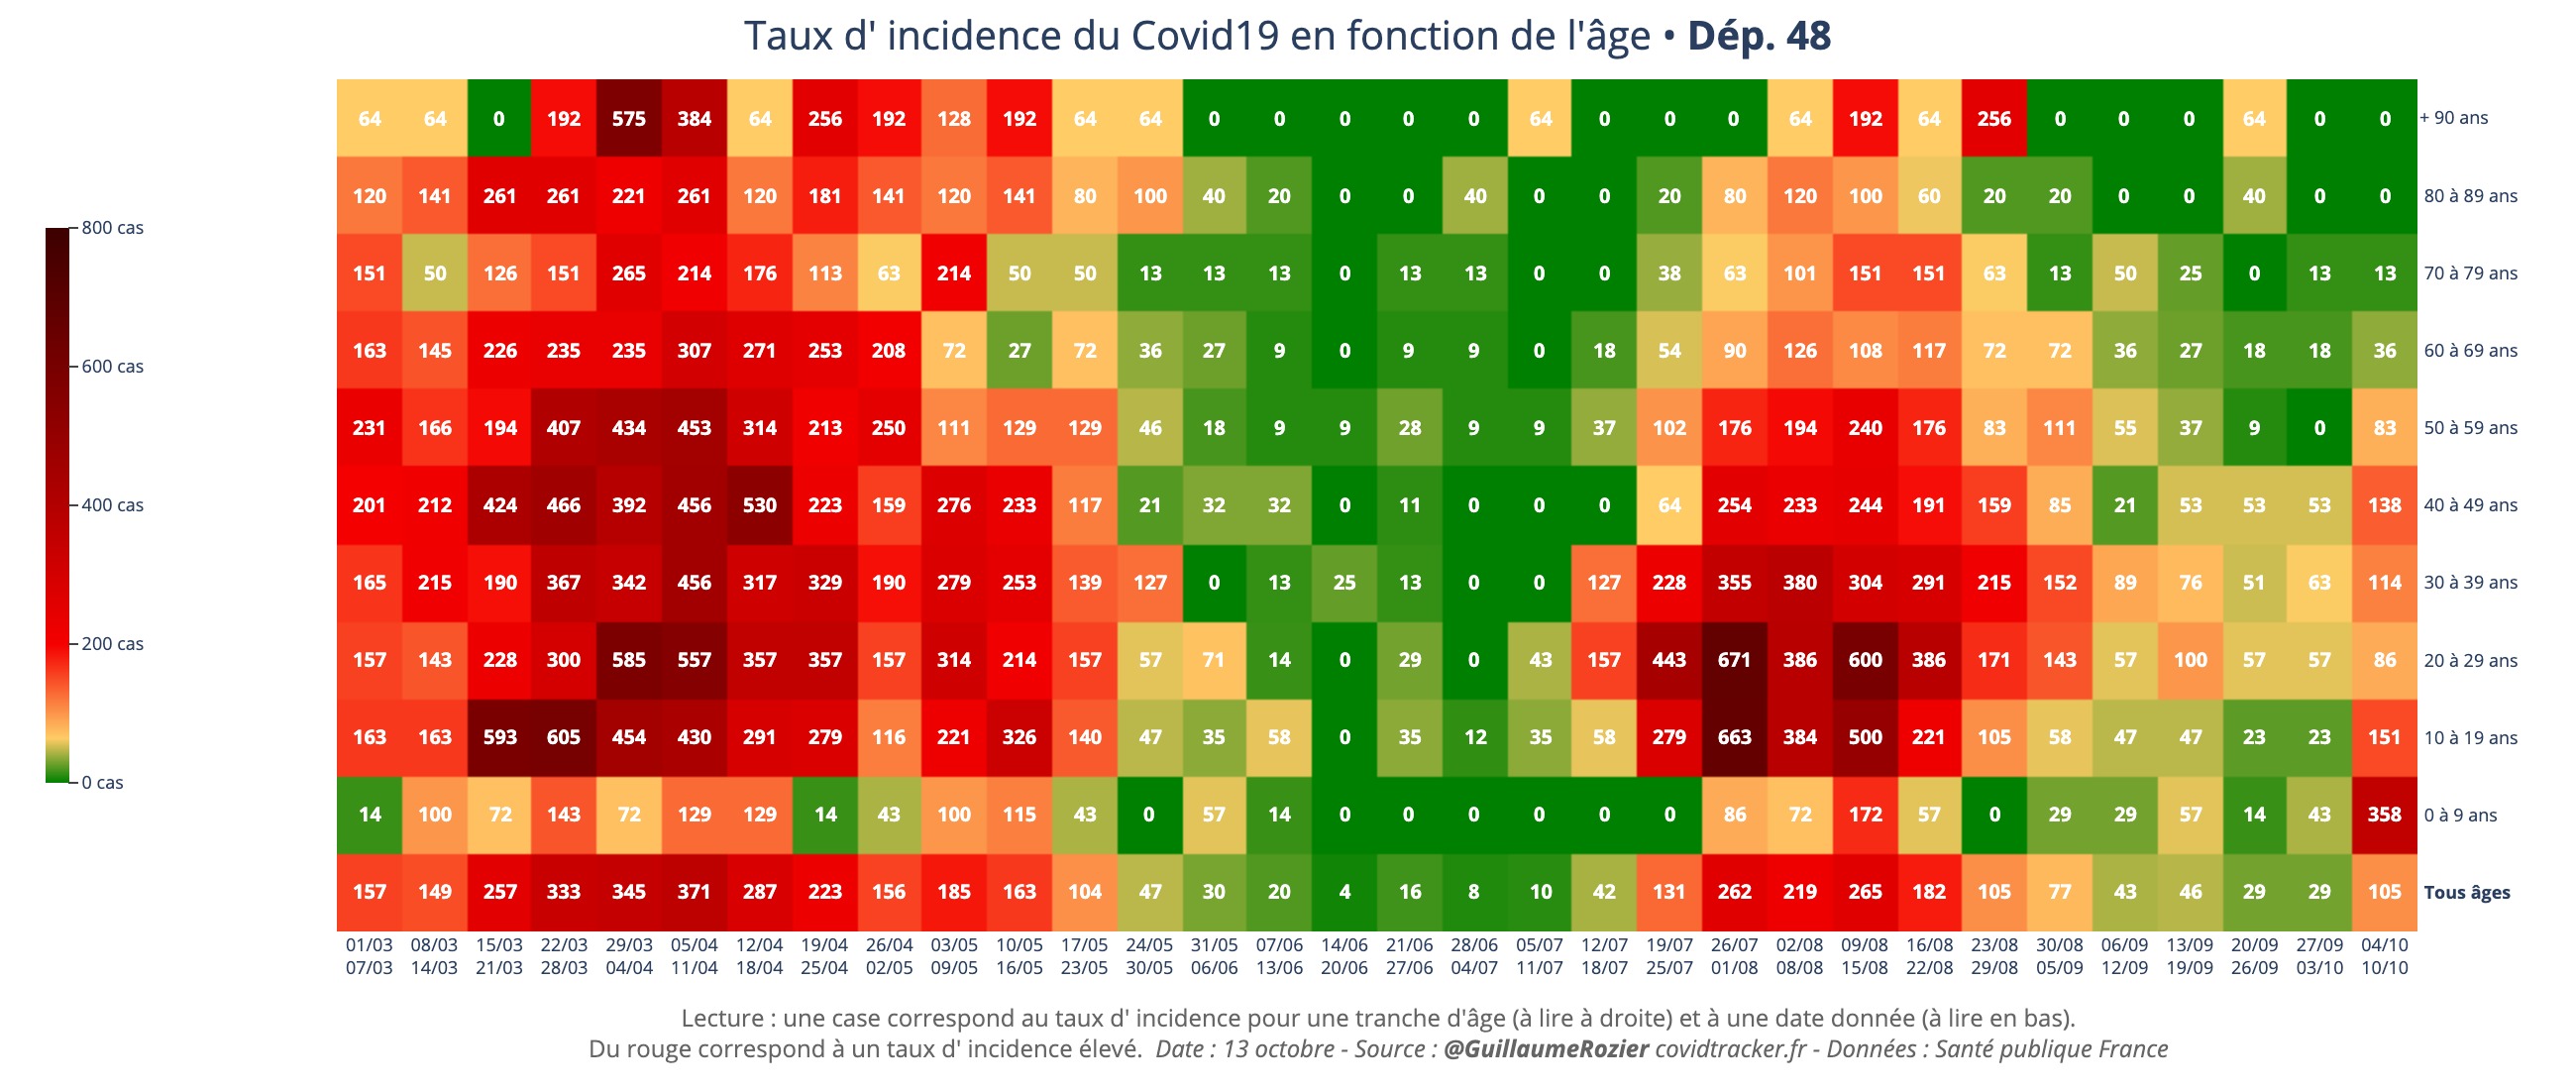 Taux d' incidence du Covid19 en fonction de l'âge • Dép. 48
64 64 0 192 575 384 64 256 192 128 192 64 64 0 0 0 0 0 64 0 0 0 64 192 64 256 0 0 0 64 0 0 + 90 ans
120 141 261 261 221 261 120 181 141 120 141 80 100 40 20 0 0 40 0 0 20 80 120 100 60 20 20 0 0 40 0 0 80 à 89 ans
151 50 126 151 265 214 176 113 63 214 50 50 13 13 13 0 13 13 0 0 38 63 101 151 151 63 13 50 25 0 13 13 70 à 79 ans
163 145 226 235 235 307 271 253 208 72 27 72 36 27 9 0 9 9 0 18 54 90 126 108 117 72 72 36 27 18 18 36 60 à 69 ans
231 166 194 407 434 453 314 213 250 111 129 129 46 18 9 9 28 9 9 37 102 176 194 240 176 83 111 55 37 9 0 83 50 à 59 ans
201 212 424 466 392 456 530 223 159 276 233 117 21 32 32 0 11 0 0 0 64 254 233 244 191 159 85 21 53 53 53 138 40 à 49 ans
165 215 190 367 342 456 317 329 190 279 253 139 127 0 13 25 13 0 0 127 228 355 380 304 291 215 152 89 76 51 63 114 30 à 39 ans
157 143 228 300 585 557 357 357 157 314 214 157 57 71 14 0 29 0 43 157 443 671 386 600 386 171 143 57 100 57 57 86 20 à 29 ans
163 163 593 605 454 430 291 279 116 221 326 140 47 35 58 0 35 12 35 58 279 663 384 500 221 105 58 47 47 23 23 151 10 à 19 ans
14 100 72 143 72 129 129 14 43 100 115 43 0 57 14 0 0 0 0 0 0 86 72 172 57 0 29 29 57 14 43 358 0 à 9 ans
157 149 257 333 345 371 287 223 156 185 163 104 47 30 20 4 16 8 10 42 131 262 219 265 182 105 77 43 46 29 29 105 Tous âges
01/03 08/03 15/03 22/03 29/03 05/04 12/04 19/04 26/04 03/05 10/05 17/05 24/05 31/05 07/06 14/06 21/06 28/06 05/07 12/07 19/07 26/07 02/08 09/08 16/08 23/08 30/08 06/09 13/09 20/09 27/09 04/10
07/03 14/03 21/03 28/03 04/04 11/04 18/04 25/04 02/05 09/05 16/05 23/05 30/05 06/06 13/06 20/06 27/06 04/07 11/07 18/07 25/07 01/08 08/08 15/08 22/08 29/08 05/09 12/09 19/09 26/09 03/10 10/10
800 cas
600 cas
400 cas
200 cas
0 cas
Lecture : une case correspond au taux d' incidence pour une tranche d'âge (à lire à droite) et à une date donnée (à lire en bas).
Du rouge correspond à un taux d' incidence élevé. Date : 13 octobre - Source : @GuillaumeRozier covidtracker.fr - Données : Santé publique France